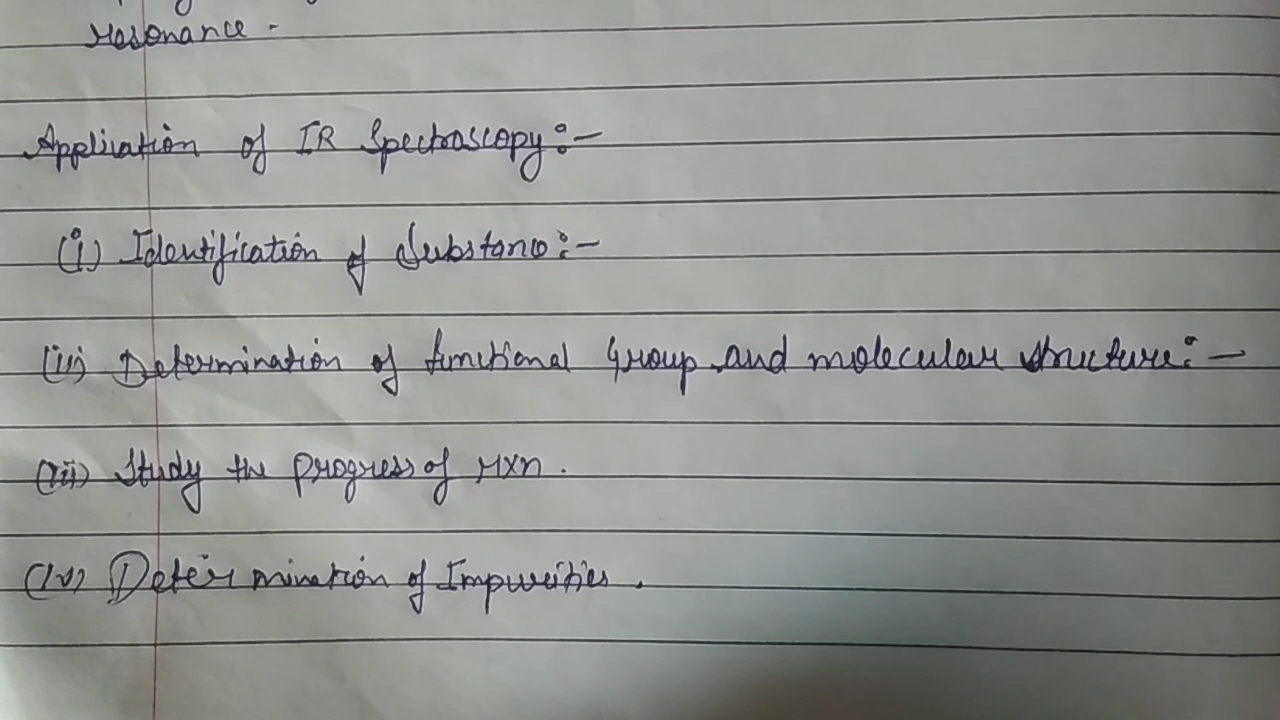 resonance -
Application of IR Spectroscopy:-
(i) Identification of Substance:-
(ii) Determination of functional Group and molecular structure:-
(iii) Study the progress of rxn.
(iv) Determination of Impurities.